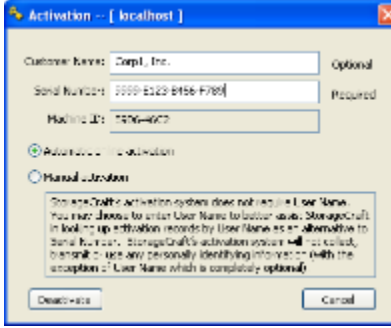 Activation -- [ localhost ]
Customer Name: Corp1, Inc. Optional
Serial Number: Required
Machine ID:
Automatic online activation
Manual activation
StorageCraft's activation system does not require User Name.
You may choose to enter User Name to better assist StorageCraft
in looking up activation records by User Name as an alternative to
Serial Number. StorageCraft's activation system will not collect,
transmit or use any personally identifying information (with the
exception of User Name which is completely optional)
Deactivate Cancel